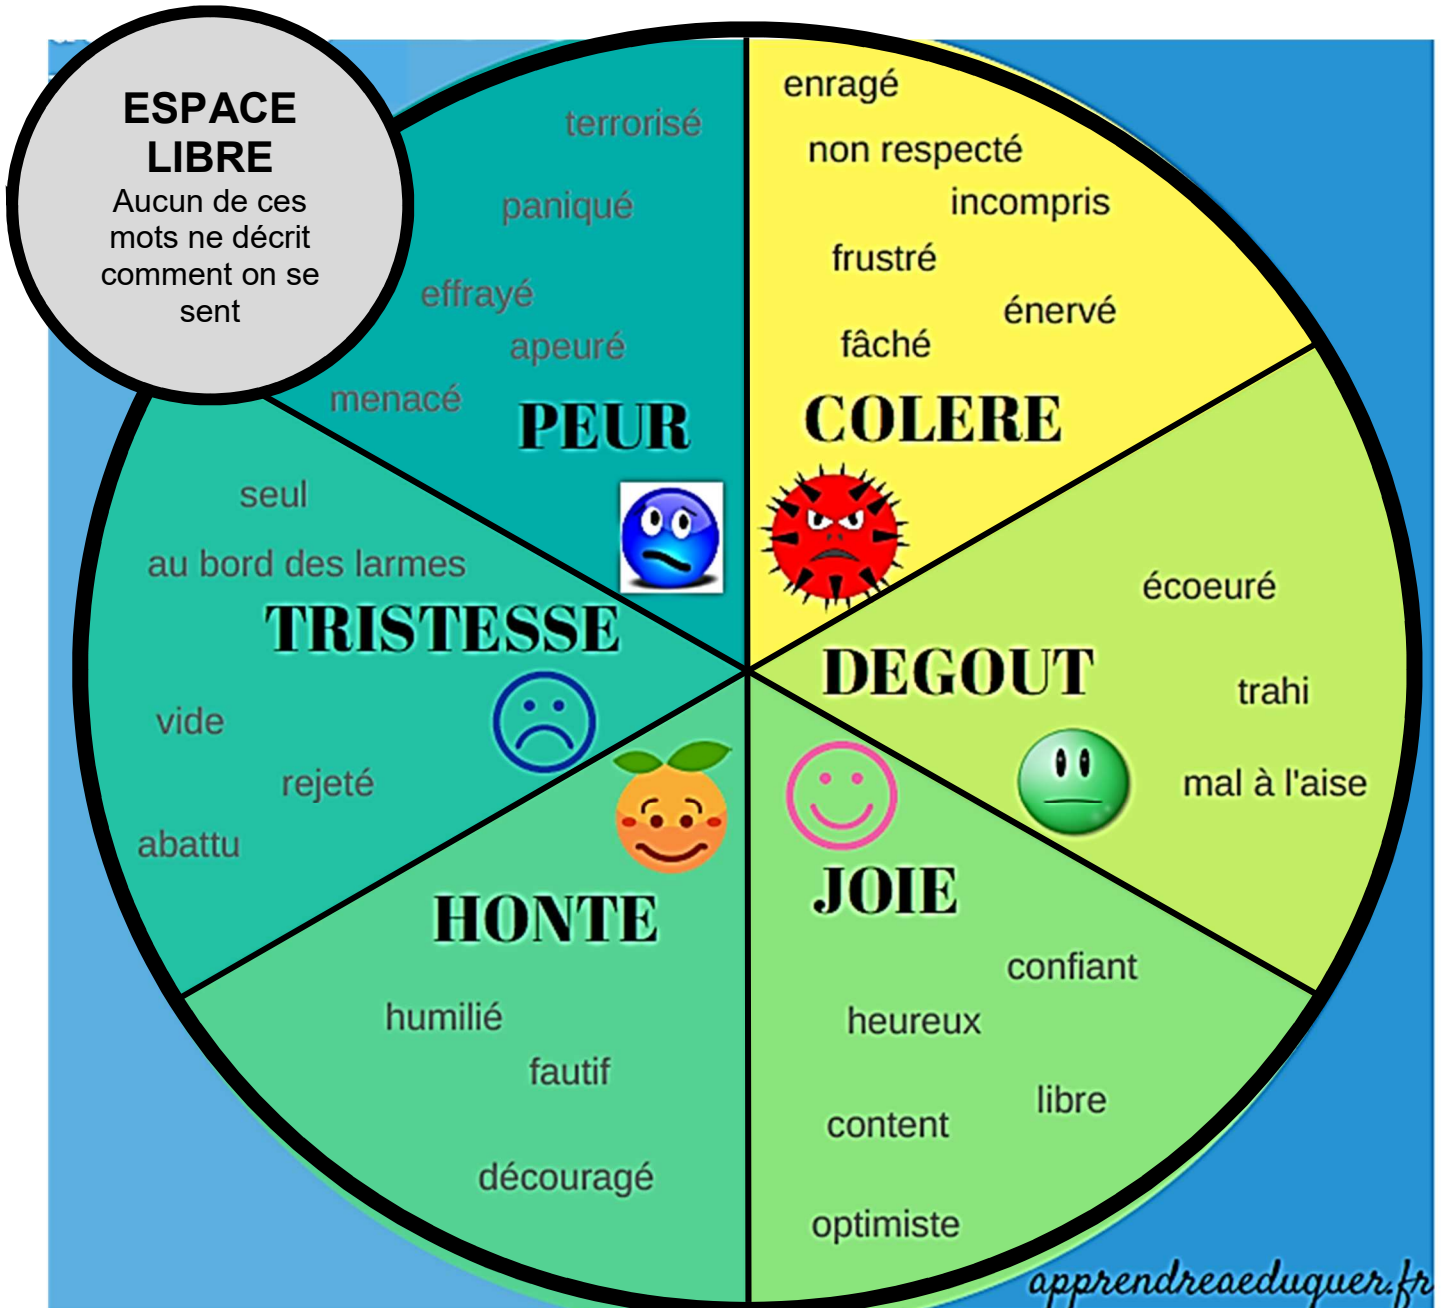 ESPACE
LIBRE
Aucun de ces
mots ne décrit
comment on se
sent
terrorisé
paniqué
effrayé
apeuré
menacé
PEUR
enragé
non respecté
incompris
frustré
énervé
fâché
COLERE
écoeuré
DEGOUT
trahi
mal à l'aise
JOIE
confiant
heureux
libre
content
optimiste
HONTE
humilié
fautif
découragé
seul
au bord des larmes
TRISTESSE
vide
rejeté
abattu
apprendreaeduquer.fr